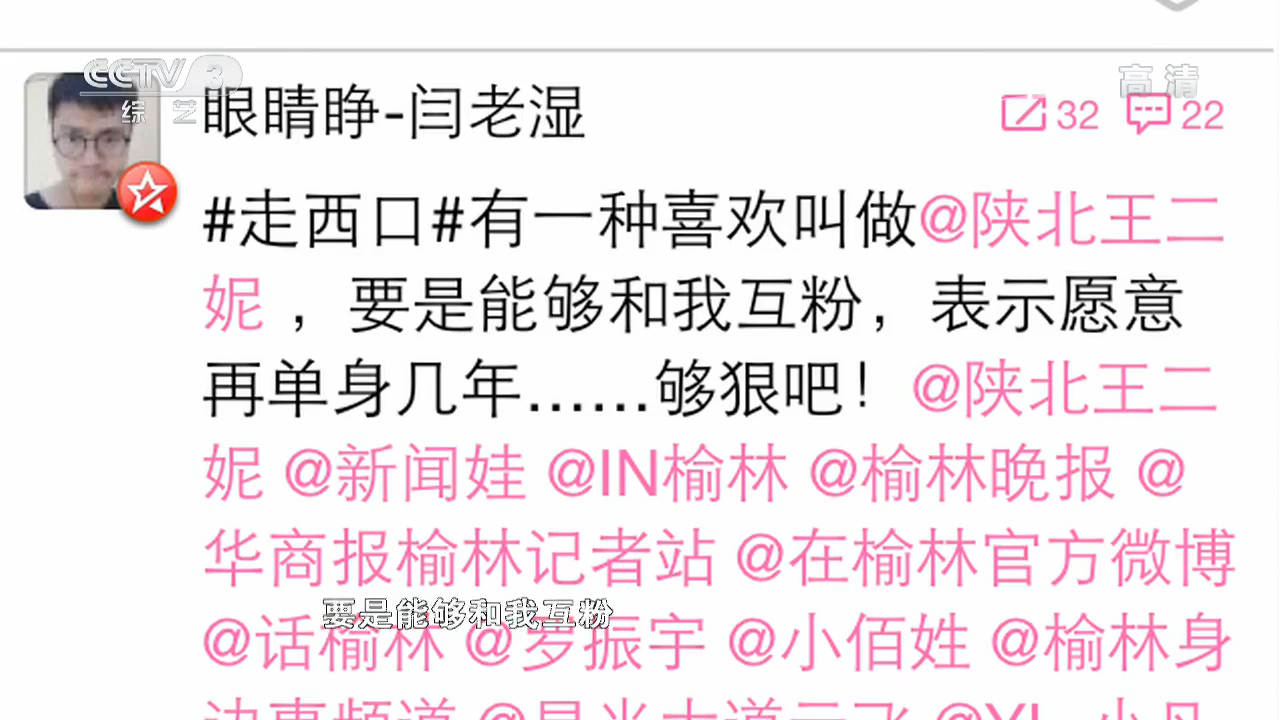 CCTV 3
综艺
高清
眼睛睁-闫老湿
32 22
#走西口#有一种喜欢叫做@陕北王二
妮 ，要是能够和我互粉，表示愿意
再单身几年……够狠吧！@陕北王二
妮 @新闻娃 @IN榆林 @榆林晚报 @
华商报榆林记者站 @在榆林官方微博
要是能够和我互粉
@话榆林 @罗振宇 @小佰姓 @榆林身